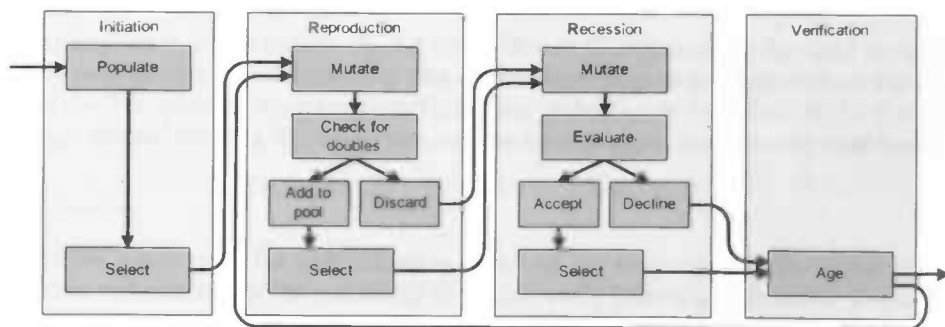 Initiation
Populate
Select
Reproduction
Mutate
Check for
doubles
Add to
pool
Discard
Select
Recession
Mutate
Evaluate
Accept
Decline
Select
Verification
Age